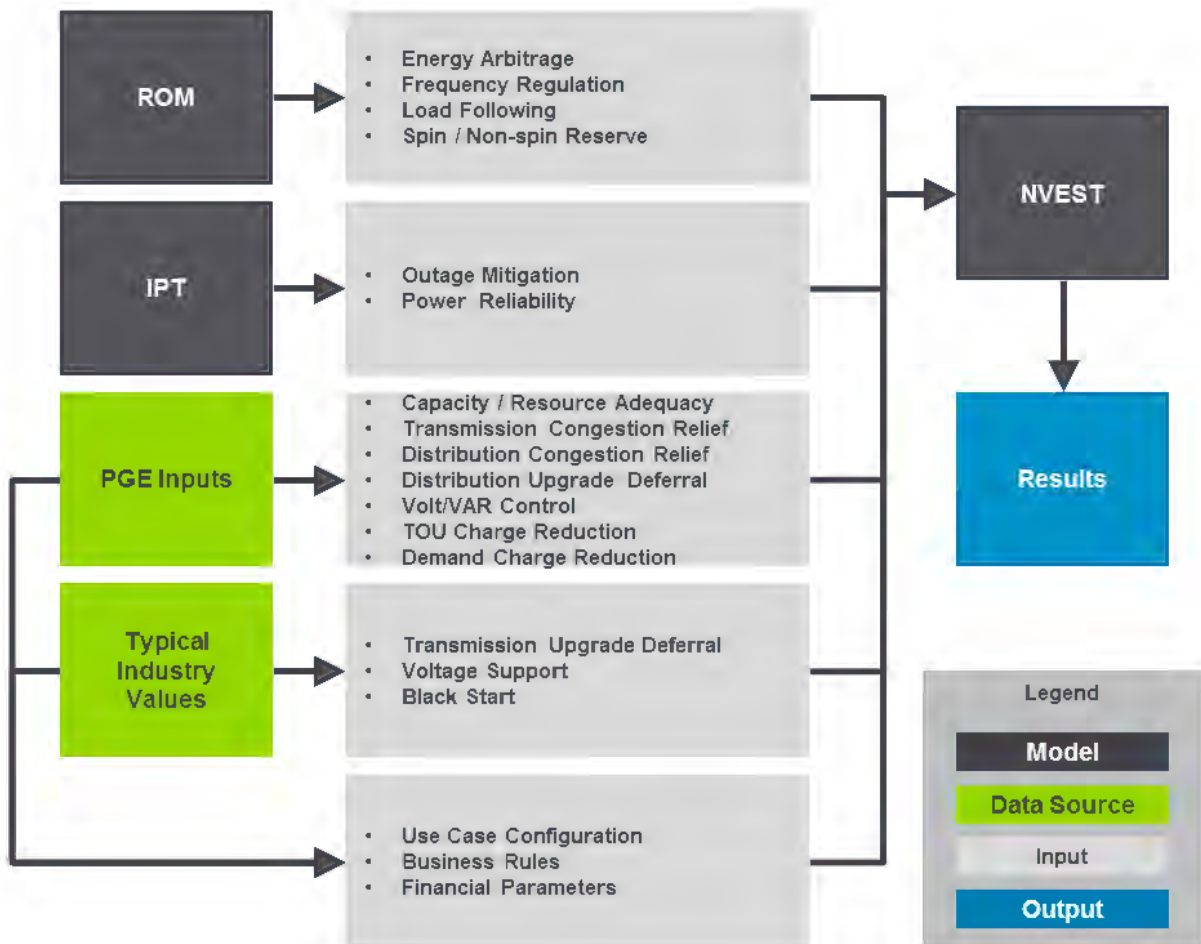 ROM
• Energy Arbitrage
• Frequency Regulation
• Load Following
• Spin / Non-spin Reserve
IPT
• Outage Mitigation
• Power Reliability
PGE Inputs
• Capacity / Resource Adequacy
• Transmission Congestion Relief
• Distribution Congestion Relief
• Distribution Upgrade Deferral
• Volt/VAR Control
• TOU Charge Reduction
• Demand Charge Reduction
Typical
Industry
Values
• Transmission Upgrade Deferral
• Voltage Support
• Black Start
• Use Case Configuration
• Business Rules
• Financial Parameters
NVEST
Results
Legend
Model
Data Source
Input
Output